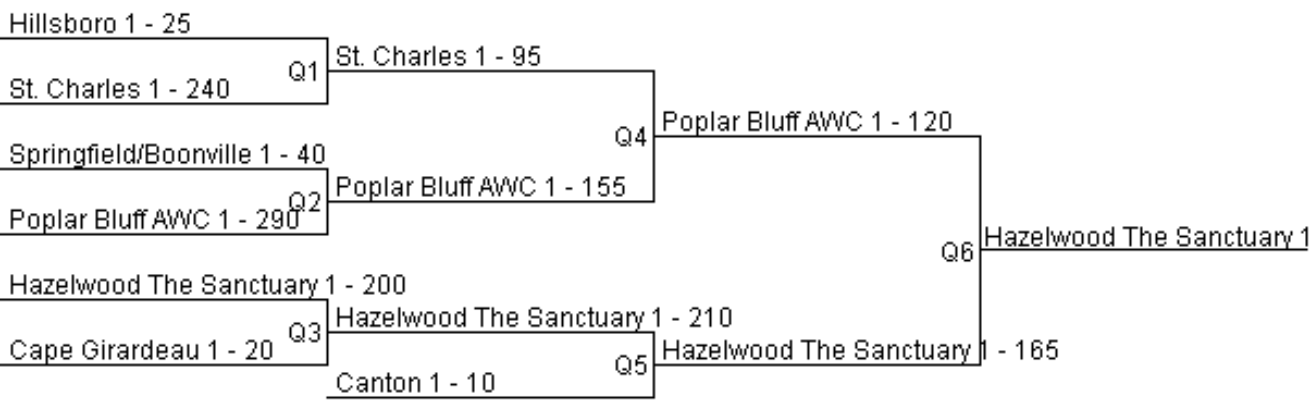 Hillsboro 1 - 25
St. Charles 1 - 240
Q1
St. Charles 1 - 95
Springfield/Boonville 1 - 40
Poplar Bluff AWC 1 - 290
Q2
Poplar Bluff AWC 1 - 155
Q4
Poplar Bluff AWC 1 - 120
Hazelwood The Sanctuary 1 - 200
Cape Girardeau 1 - 20
Q3
Hazelwood The Sanctuary 1 - 210
Canton 1 - 10
Q5
Hazelwood The Sanctuary 1 - 165
Q6
Hazelwood The Sanctuary 1